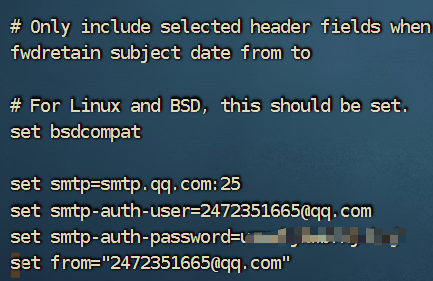 # Only include selected header fields when
fwdretain subject date from to
# For Linux and BSD, this should be set.
set bsdcompat
set smtp=smtp.qq.com:25
set smtp-auth-user=2472351665@qq.com
set smtp-auth-password=
set from="2472351665@qq.com"